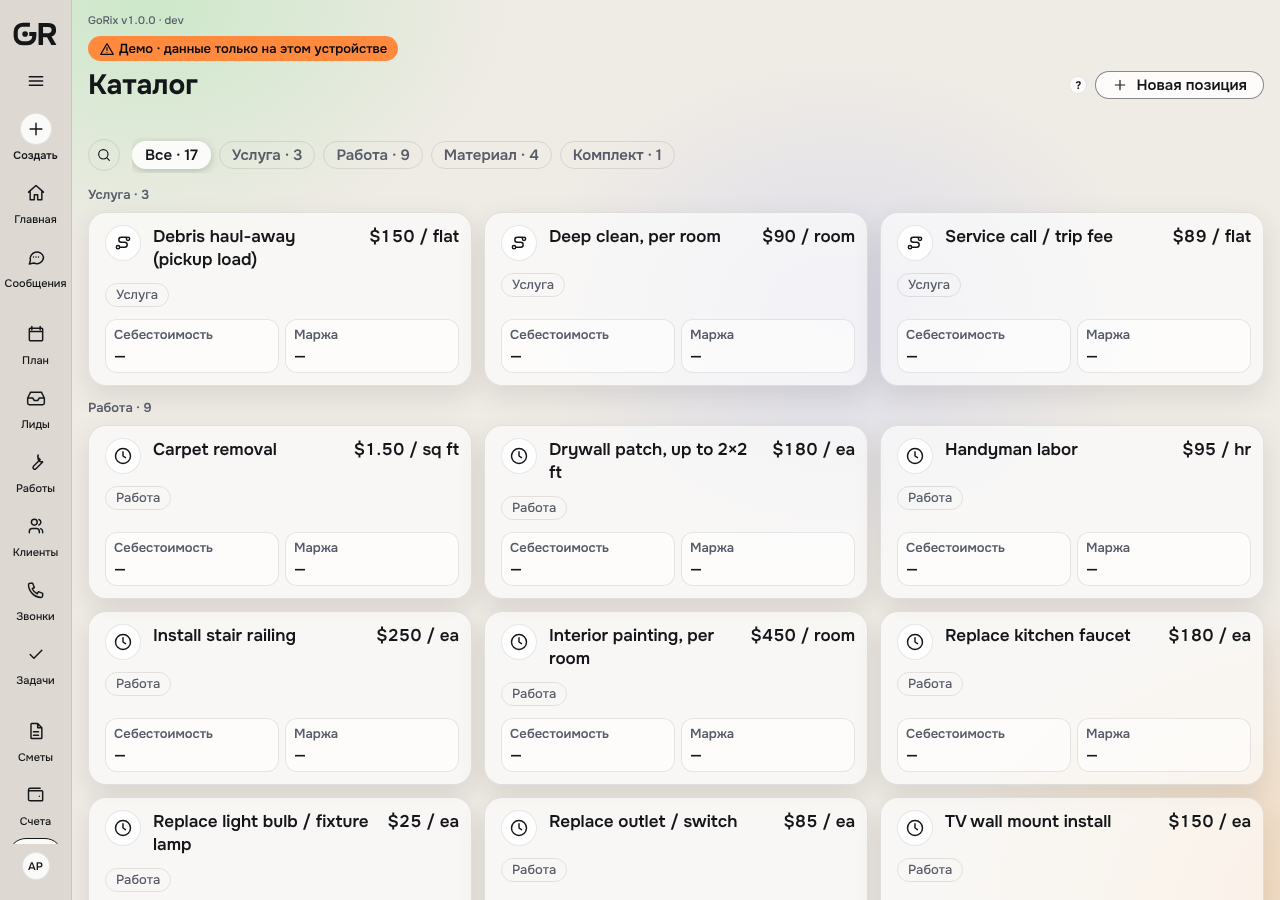 GR
Создать
Главная
Сообщения
План
Лиды
Работы
Клиенты
Звонки
Задачи
Сметы
Счета
AP
GoRix v1.0.0 · dev
Демо · данные только на этом устройстве
Каталог
?
Новая позиция
Все · 17
Услуга · 3
Работа · 9
Материал · 4
Комплект · 1
Услуга · 3
Debris haul-away
(pickup load)
$150 / flat
Услуга
Себестоимость
—
Маржа
—
Deep clean, per room
$90 / room
Услуга
Себестоимость
—
Маржа
—
Service call / trip fee
$89 / flat
Услуга
Себестоимость
—
Маржа
—
Работа · 9
Carpet removal
$1.50 / sq ft
Работа
Себестоимость
—
Маржа
—
Drywall patch, up to 2×2
ft
$180 / ea
Работа
Себестоимость
—
Маржа
—
Handyman labor
$95 / hr
Работа
Себестоимость
—
Маржа
—
Install stair railing
$250 / ea
Работа
Себестоимость
—
Маржа
—
Interior painting, per
room
$450 / room
Работа
Себестоимость
—
Маржа
—
Replace kitchen faucet
$180 / ea
Работа
Себестоимость
—
Маржа
—
Replace light bulb / fixture
lamp
$25 / ea
Работа
Replace outlet / switch
$85 / ea
Работа
TV wall mount install
$150 / ea
Работа